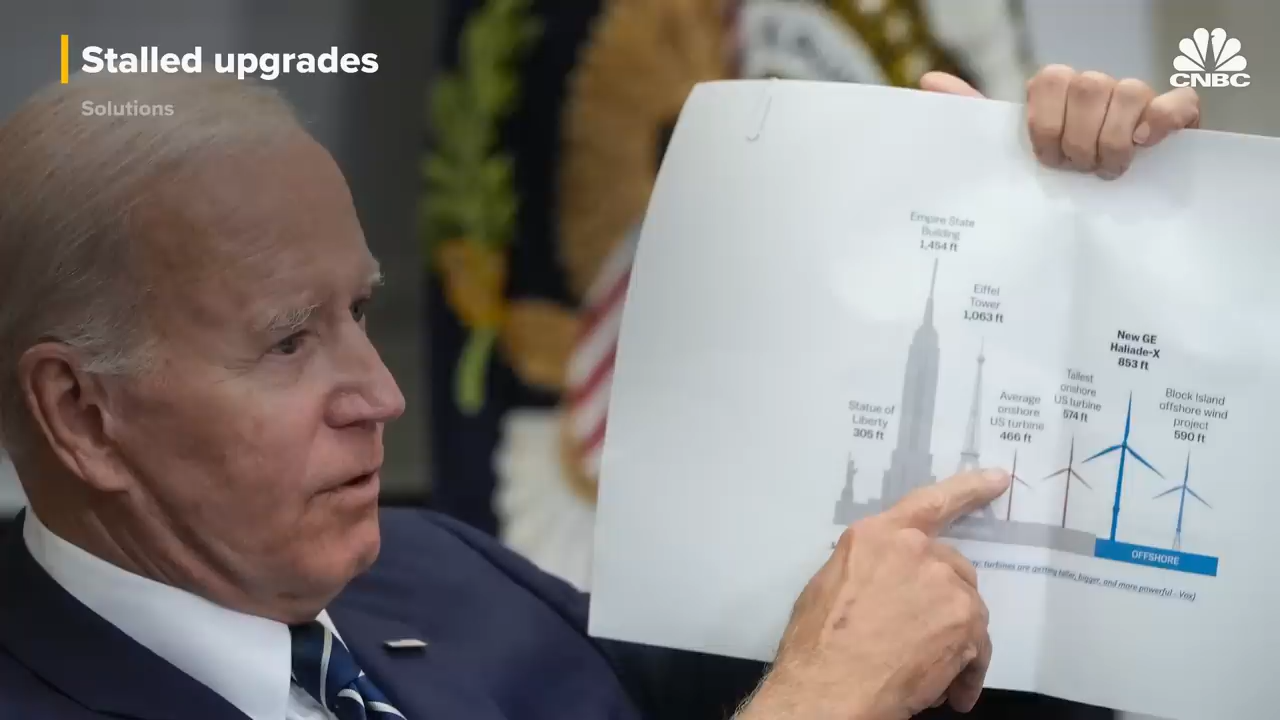 Stalled upgrades
Solutions
CNBC
Empire State
Building
1,454 ft
Eiffel
Tower
1,063 ft
New GE
Haliade-X
853 ft
Tallest
onshore
US turbine
574 ft
Block Island
offshore wind
project
590 ft
Average
onshore
US turbine
466 ft
Statue of
Liberty
305 ft
OFFSHORE
turbines are getting taller, bigger, and more powerful - Vox)